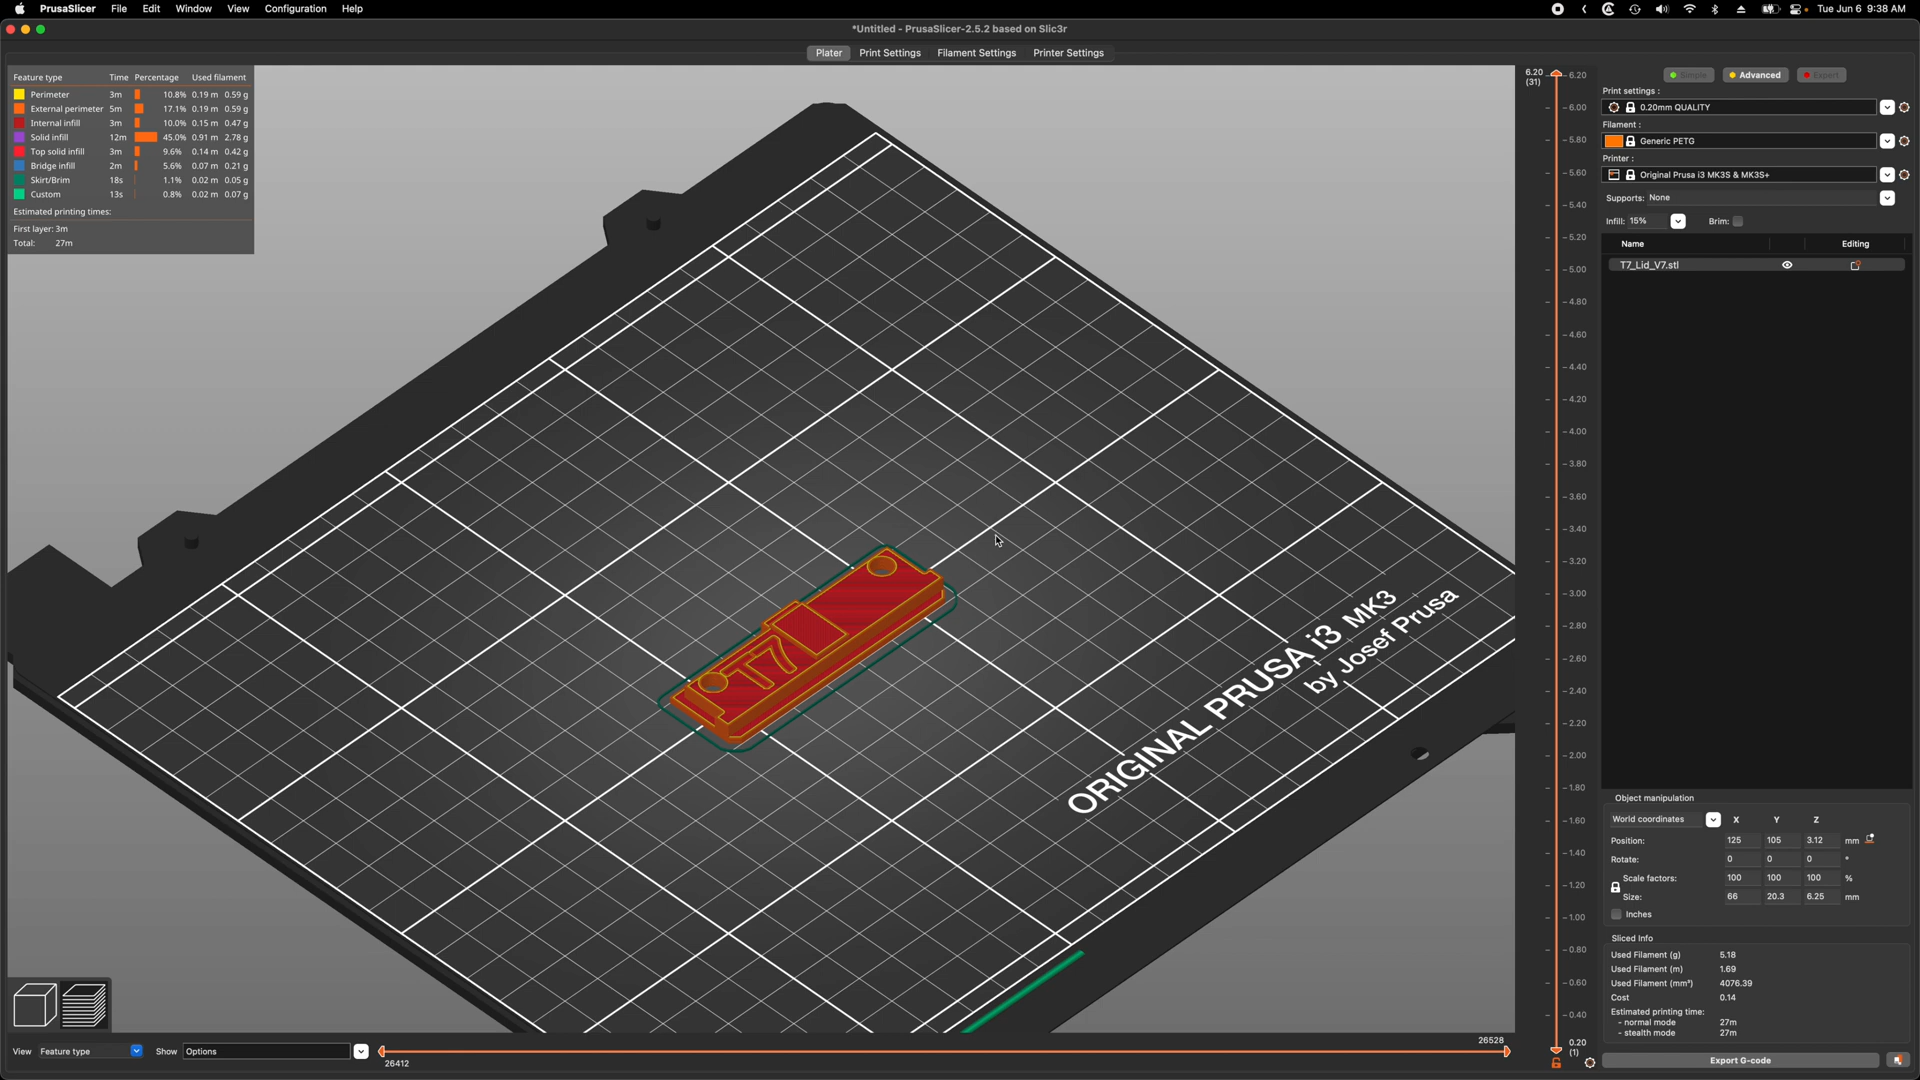 PrusaSlicer File Edit Window View Configuration Help Tue Jun 6 9:38 AM
*Untitled - PrusaSlicer-2.5.2 based on Slic3r
Plater Print Settings Filament Settings Printer Settings
Feature type Time Percentage Used filament
Perimeter 3m 10.8% 0.19 m 0.59 g
External perimeter 5m 17.1% 0.19 m 0.59 g
Internal infill 3m 10.0% 0.15 m 0.47 g
Solid infill 12m 45.0% 0.91 m 2.78 g
Top solid infill 3m 9.6% 0.14 m 0.42 g
Bridge infill 2m 5.6% 0.07 m 0.21 g
Skirt/Brim 18s 1.1% 0.02 m 0.05 g
Custom 13s 0.8% 0.02 m 0.07 g
Estimated printing times:
First layer: 3m
Total: 27m
T7
ORIGINAL PRUSA i3 MK3
by Josef Prusa
6.20
(31)
6.20
6.00
5.80
5.60
5.40
5.20
5.00
4.80
4.60
4.40
4.20
4.00
3.80
3.60
3.40
3.20
3.00
2.80
2.60
2.40
2.20
2.00
1.80
1.60
1.40
1.20
1.00
0.80
0.60
0.40
0.20
(1)
Simple Advanced Expert
Print settings :
0.20mm QUALITY
Filament :
Generic PETG
Printer :
Original Prusa i3 MK3S & MK3S+
Supports: None
Infill: 15% Brim:
Name Editing
T7_Lid_V7.stl
Object manipulation
World coordinates X Y Z
Position: 125 105 3.12 mm
Rotate: 0 0 0 °
Scale factors: 100 100 100 %
Size: 66 20.3 6.25 mm
Inches
Sliced Info
Used Filament (g) 5.18
Used Filament (m) 1.69
Used Filament (mm³) 4076.39
Cost 0.14
Estimated printing time:
- normal mode 27m
- stealth mode 27m
Export G-code
View Feature type Show Options
26528
26412